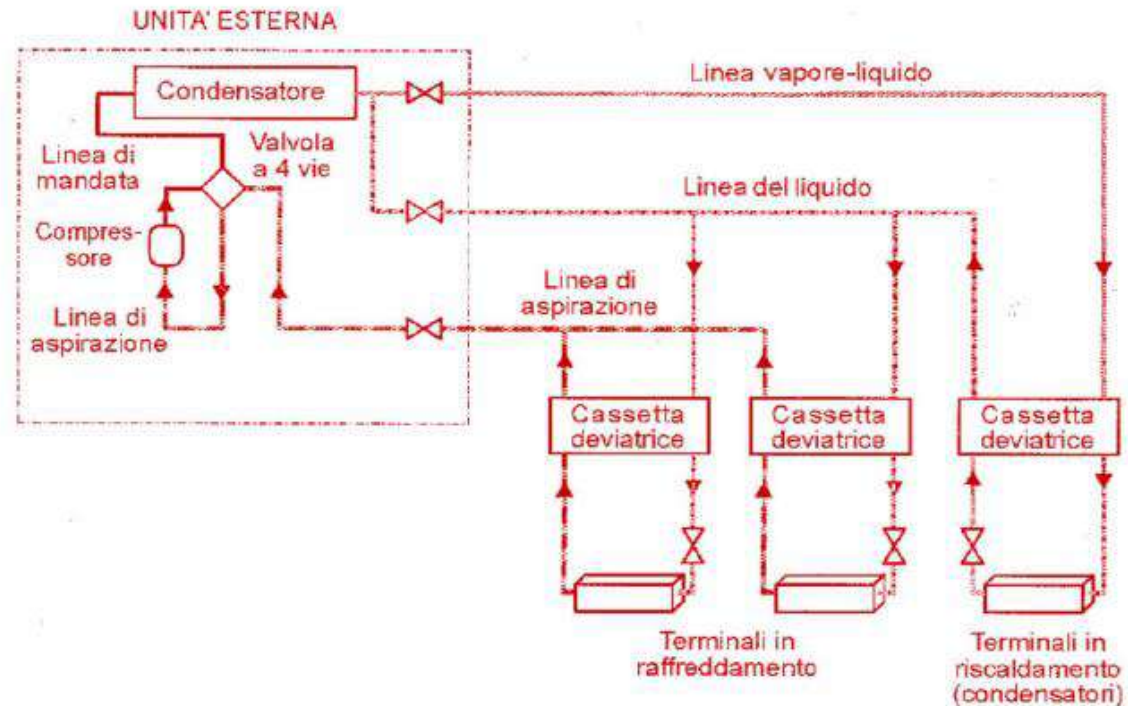 UNITA' ESTERNA
Condensatore
Linea vapore-liquido
Linea di
mandata
Valvola
a 4 vie
Linea del liquido
Compres-
sore
Linea di
aspirazione
Linea di
aspirazione
Cassetta
deviatrice
Cassetta
deviatrice
Cassetta
deviatrice
Terminali in
raffreddamento
Terminali in
riscaldamento
(condensatori)